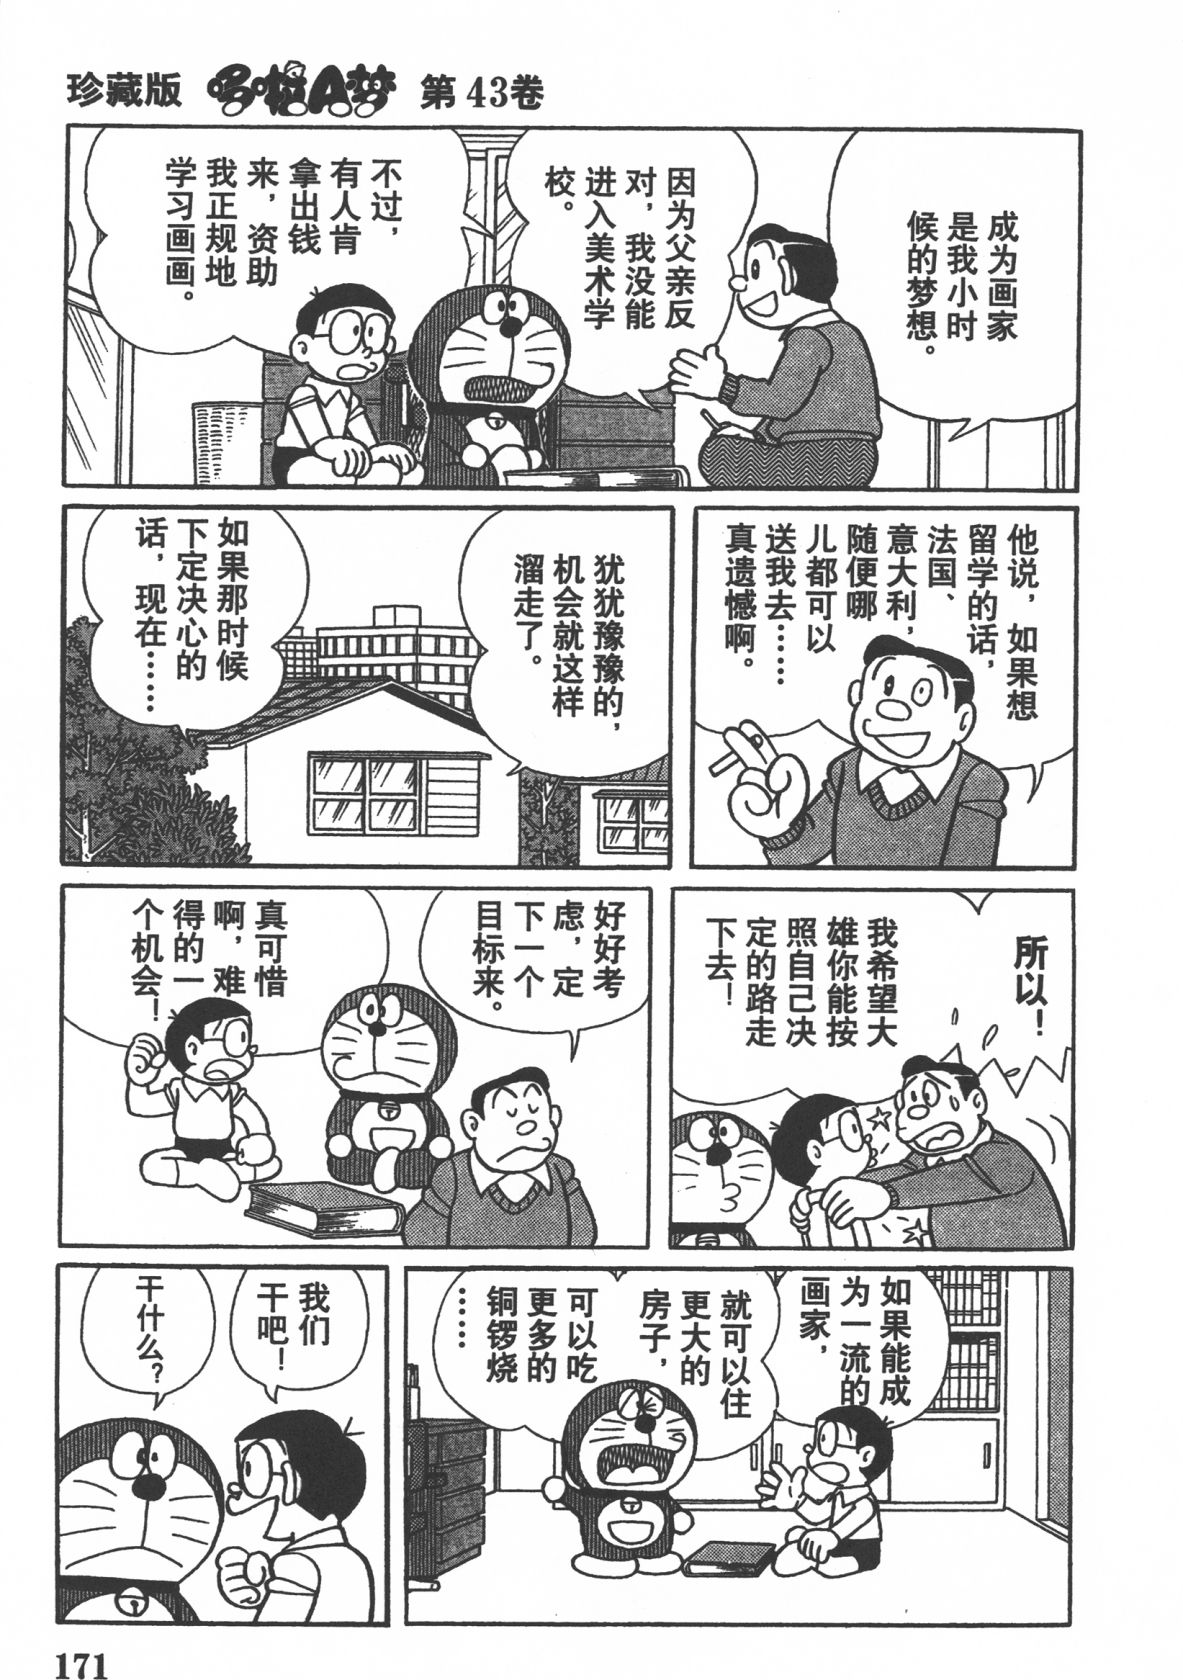 珍藏版 哆啦A梦 第43卷
成为画家
是我小时
候的梦想。
因为父亲反
对，我没能
进入美术学
校。
不过，
有人肯
拿出钱
来，资助
我正规地
学习画画。
他说，如果想
留学的话，
法国、
意大利，
随便哪
儿都可以
送我去……
真遗憾啊。
犹犹豫豫的，
机会就这样
溜走了。
如果那时候
下定决心的
话，现在……
所以！
我希望大
雄你能按
照自己决
定的路走
下去！
好好考
虑，定
下一个
目标来。
真可惜
啊，难
得的一
个机会！
如果能成
为一流的
画家，
就可以住
更大的
房子，
可以吃
更多的
铜锣烧
……
我们
干吧！
干什么？
171